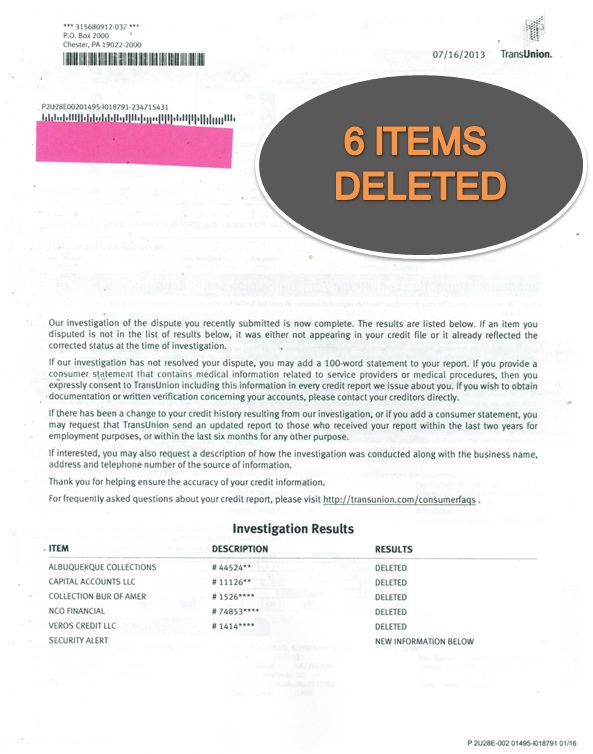 *** 315680912-037 ***
P.O. Box 2000
Chester, PA 19022-2000
07/16/2013
TransUnion.
P2U28E00201495-I018791-234715431
6 ITEMS
DELETED
Our investigation of the dispute you recently submitted is now complete. The results are listed below. If an item you
disputed is not in the list of results below, it was either not appearing in your credit file or it already reflected the
corrected status at the time of investigation.
If our investigation has not resolved your dispute, you may add a 100-word statement to your report. If you provide a
consumer statement that contains medical information related to service providers or medical procedures, then you
expressly consent to TransUnion including this information in every credit report we issue about you. If you wish to obtain
documentation or written verification concerning your accounts, please contact your creditors directly.
If there has been a change to your credit history resulting from our investigation, or if you add a consumer statement, you
may request that TransUnion send an updated report to those who received your report within the last two years for
employment purposes, or within the last six months for any other purpose.
If interested, you may also request a description of how the investigation was conducted along with the business name,
address and telephone number of the source of information.
Thank you for helping ensure the accuracy of your credit information.
For frequently asked questions about your credit report, please visit http://transunion.com/consumerfaqs .
Investigation Results
ITEM DESCRIPTION RESULTS
ALBUQUERQUE COLLECTIONS # 44524** DELETED
CAPITAL ACCOUNTS LLC # 11126** DELETED
COLLECTION BUR OF AMER # 1526**** DELETED
NCO FINANCIAL # 74853**** DELETED
VEROS CREDIT LLC # 1414**** DELETED
SECURITY ALERT NEW INFORMATION BELOW
P 2U28E-002 01495-I018791 01/16